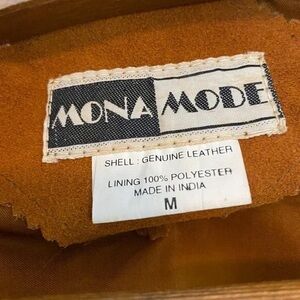 MONA MODE
SHELL : GENUINE LEATHER
LINING 100% POLYESTER
MADE IN INDIA
M